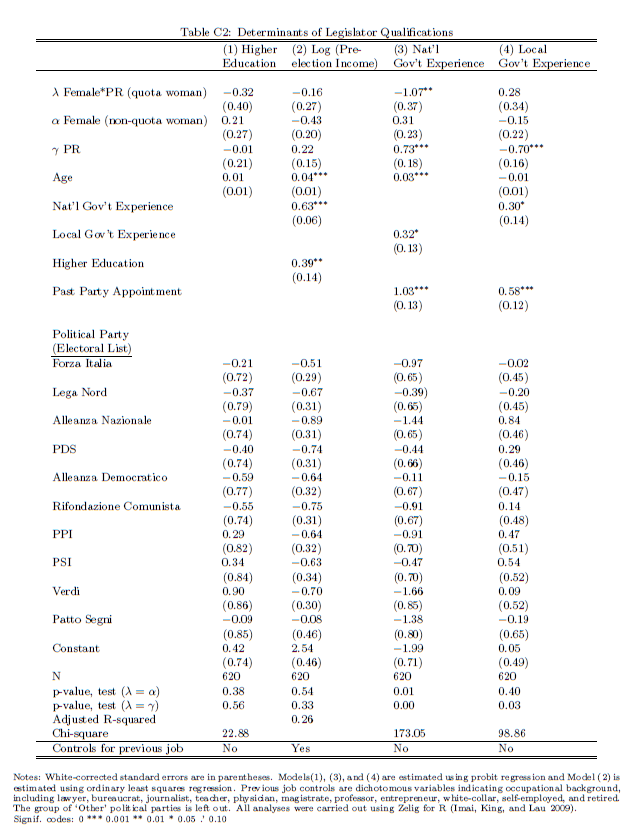 Table C2: Determinants of Legislator Qualifications
(1) Higher (2) Log (Pre- (3) Nat'l (4) Local
Education election Income) Gov't Experience Gov't Experience
λ Female*PR (quota woman) −0.32 −0.16 −1.07** 0.28
(0.40) (0.27) (0.37) (0.34)
α Female (non-quota woman) 0.21 −0.43 0.31 −0.15
(0.27) (0.20) (0.23) (0.22)
γ PR −0.01 0.22 0.73*** −0.70***
(0.21) (0.15) (0.18) (0.16)
Age 0.01 0.04*** 0.03*** −0.01
(0.01) (0.01) (0.01)
Nat'l Gov't Experience 0.63*** 0.30*
(0.06) (0.14)
Local Gov't Experience 0.32*
(0.13)
Higher Education 0.39**
(0.14)
Past Party Appointment 1.03*** 0.58***
(0.13) (0.12)
Political Party
(Electoral List)
Forza Italia −0.21 −0.51 −0.97 −0.02
(0.72) (0.29) (0.65) (0.45)
Lega Nord −0.37 −0.67 −0.39) −0.20
(0.79) (0.31) (0.65) (0.45)
Alleanza Nazionale −0.01 −0.89 −1.44 0.84
(0.74) (0.31) (0.65) (0.46)
PDS −0.40 −0.74 −0.44 0.29
(0.74) (0.31) (0.66) (0.46)
Alleanza Democratico −0.59 −0.64 −0.11 −0.15
(0.77) (0.32) (0.67) (0.47)
Rifondazione Comunista −0.55 −0.75 −0.91 0.14
(0.74) (0.31) (0.67) (0.48)
PPI 0.29 −0.64 −0.91 0.47
(0.82) (0.32) (0.70) (0.51)
PSI 0.34 −0.63 −0.47 0.54
(0.84) (0.34) (0.70) (0.52)
Verdi 0.90 −0.70 −1.66 0.09
(0.86) (0.30) (0.85) (0.52)
Patto Segni −0.09 −0.08 −1.38 −0.19
(0.85) (0.46) (0.80) (0.65)
Constant 0.42 2.54 −1.99 0.05
(0.74) (0.46) (0.71) (0.49)
N 620 620 620 620
p-value, test (λ = α) 0.38 0.54 0.01 0.40
p-value, test (λ = γ) 0.56 0.33 0.00 0.03
Adjusted R-squared 0.26
Chi-square 22.88 173.05 98.86
Controls for previous job No Yes No No
Notes: White-corrected standard errors are in parentheses. Models(1), (3), and (4) are estimated using probit regression and Model (2) is
estimated using ordinary least squares regression. Previous job controls are dichotomous variables indicating occupational background,
including lawyer, bureaucrat, journalist, teacher, physician, magistrate, professor, entrepreneur, white-collar, self-employed, and retired.
The group of 'Other' political parties is left out. All analyses were carried out using Zelig for R (Imai, King, and Lau 2009).
Signif. codes: 0 *** 0.001 ** 0.01 * 0.05 .' 0.10